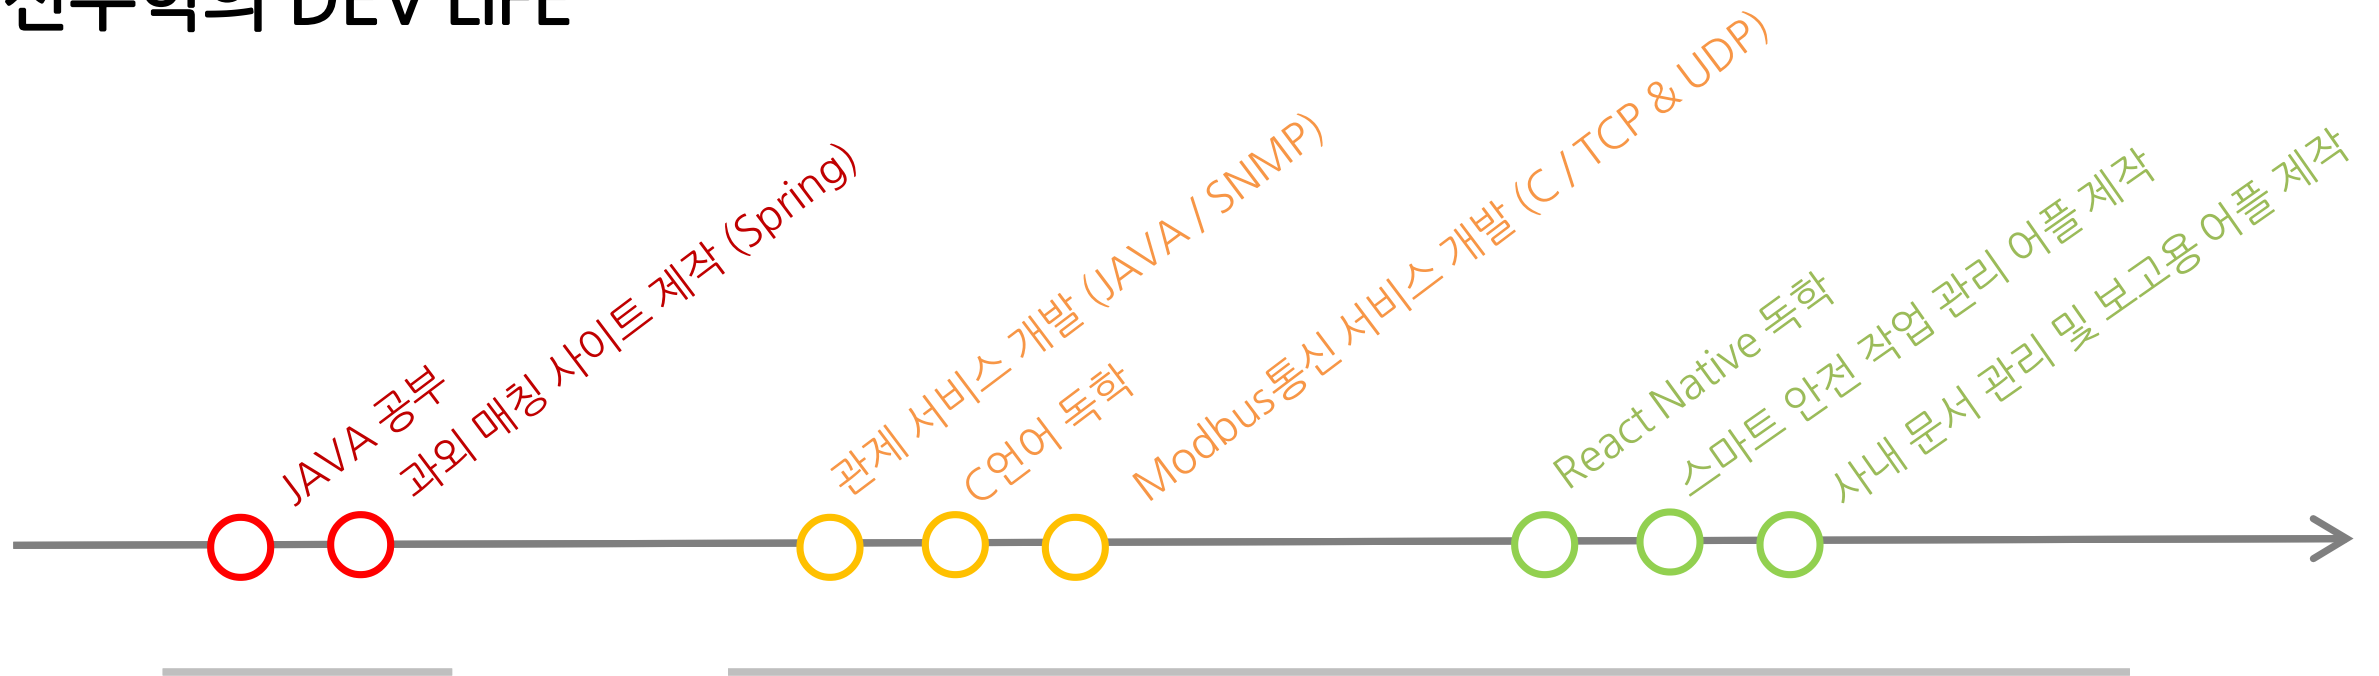 의 DEV LIFE
JAVA 공부
과외 매칭 사이트 제작 (Spring)
관제 서비스 개발 (JAVA / SNMP)
C언어 독학
Modbus통신 서비스 개발 (C / TCP & UDP)
React Native 독학
스마트 안전 작업 관리 어플 제작
사내 문서 관리 및 보고용 어플 제작